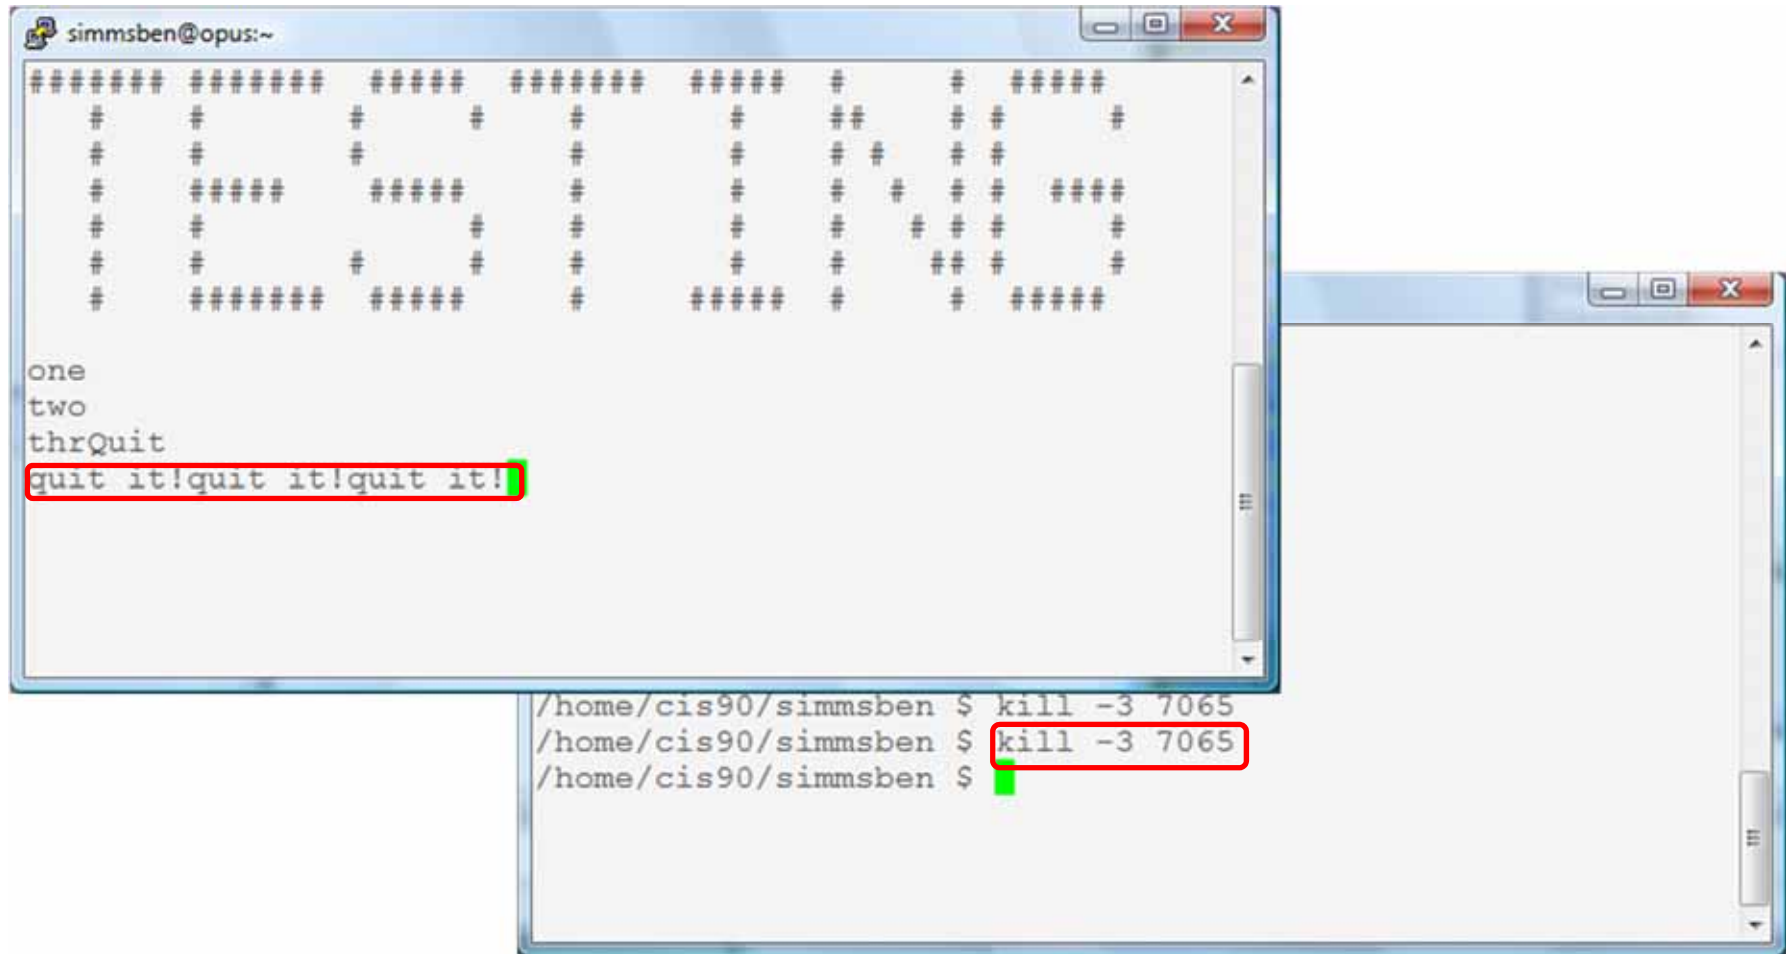 simmsben@opus:~
####### ####### ##### ####### ##### # # #####
# # # # # # ## # # #
# # # # # # # # #
# ##### ##### # # # # # # ####
# # # # # # # # # #
# # # # # # # ## # #
# ####### ##### # ##### # # #####
one
two
thrQuit
quit it!quit it!quit it!
/home/cis90/simmsben $ kill -3 7065
/home/cis90/simmsben $ kill -3 7065
/home/cis90/simmsben $